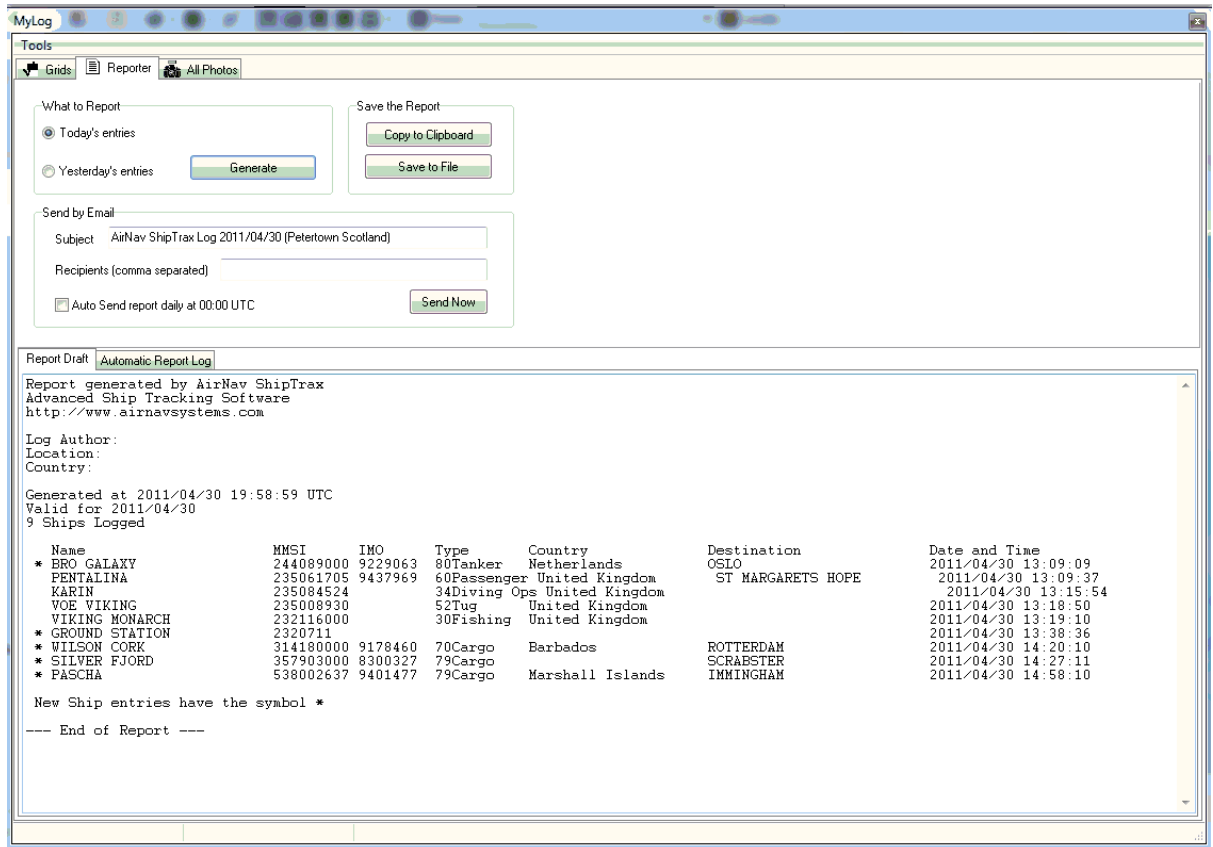 MyLog
Tools
Grids Reporter All Photos
What to Report
Today's entries
Yesterday's entries
Generate
Save the Report
Copy to Clipboard
Save to File
Send by Email
Subject AirNav ShipTrax Log 2011/04/30 (Petertown Scotland)
Recipients (comma separated)
Auto Send report daily at 00:00 UTC
Send Now
Report Draft Automatic Report Log
Report generated by AirNav ShipTrax
Advanced Ship Tracking Software
http://www.airnavsystems.com
Log Author:
Location:
Country:
Generated at 2011/04/30 19:58:59 UTC
Valid for 2011/04/30
9 Ships Logged
Name MMSI IMO Type Country Destination Date and Time
* BRO GALAXY 244089000 9229063 80Tanker Netherlands OSLO 2011/04/30 13:09:09
PENTALINA 235061705 9437969 60Passenger United Kingdom ST MARGARETS HOPE 2011/04/30 13:09:37
KARIN 235084524 34Diving Ops United Kingdom 2011/04/30 13:15:54
VOE VIKING 235008930 52Tug United Kingdom 2011/04/30 13:18:50
VIKING MONARCH 232116000 30Fishing United Kingdom 2011/04/30 13:19:10
* GROUND STATION 2320711 2011/04/30 13:38:36
* WILSON CORK 314180000 9178460 70Cargo Barbados ROTTERDAM 2011/04/30 14:20:10
* SILVER FJORD 357903000 8300327 79Cargo SCRABSTER 2011/04/30 14:27:11
* PASCHA 538002637 9401477 79Cargo Marshall Islands IMMINGHAM 2011/04/30 14:58:10
New Ship entries have the symbol *
--- End of Report ---